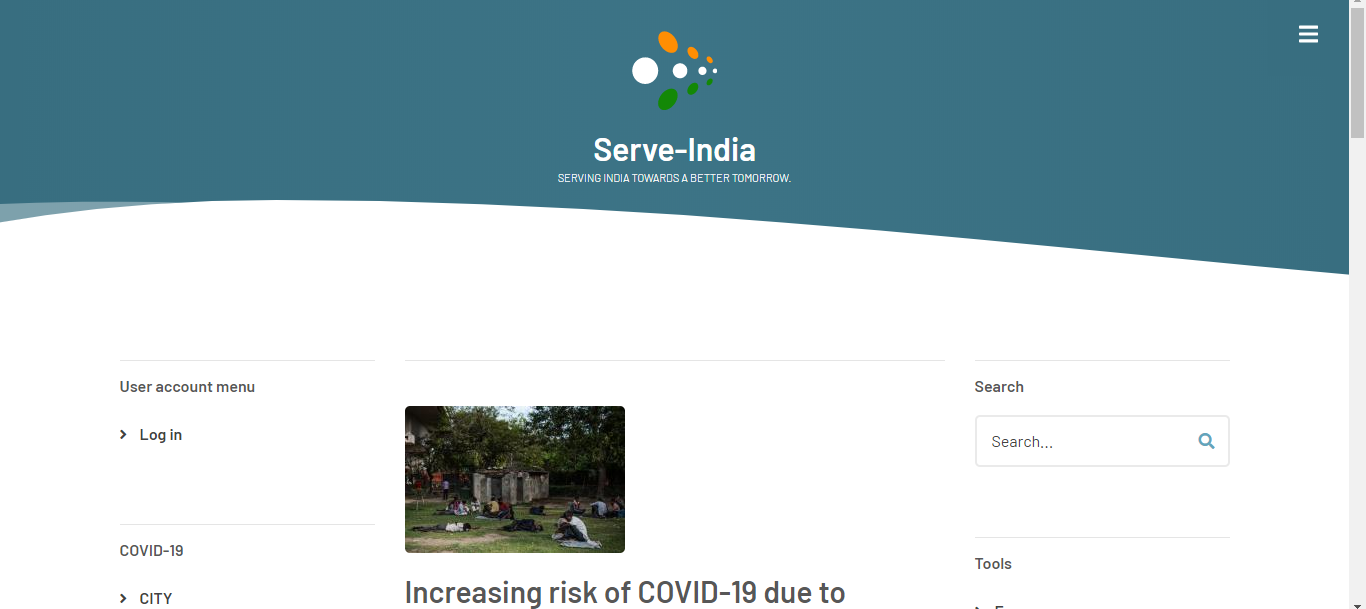 Serve-India
SERVING INDIA TOWARDS A BETTER TOMORROW.
User account menu
Log in
COVID-19
CITY
Increasing risk of COVID-19 due to
Search
Search...
Tools